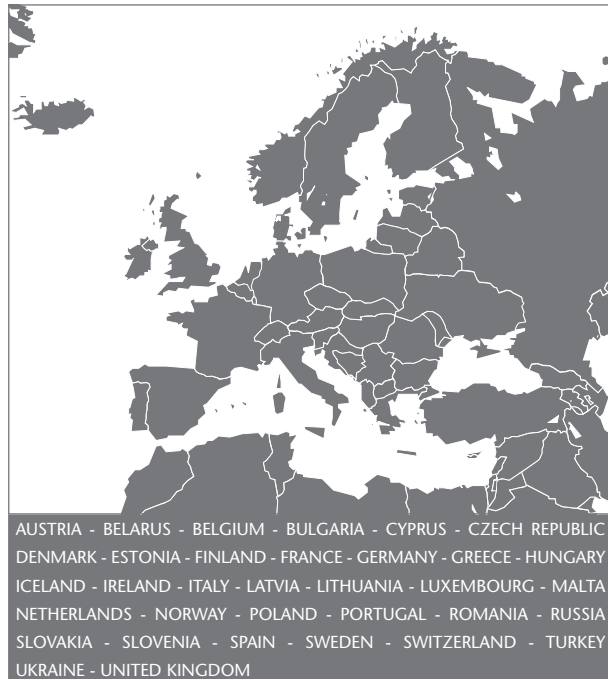 AUSTRIA - BELARUS - BELGIUM - BULGARIA - CYPRUS - CZECH REPUBLIC
DENMARK - ESTONIA - FINLAND - FRANCE - GERMANY - GREECE - HUNGARY
ICELAND - IRELAND - ITALY - LATVIA - LITHUANIA - LUXEMBOURG - MALTA
NETHERLANDS - NORWAY - POLAND - PORTUGAL - ROMANIA - RUSSIA
SLOVAKIA - SLOVENIA - SPAIN - SWEDEN - SWITZERLAND - TURKEY
UKRAINE - UNITED KINGDOM